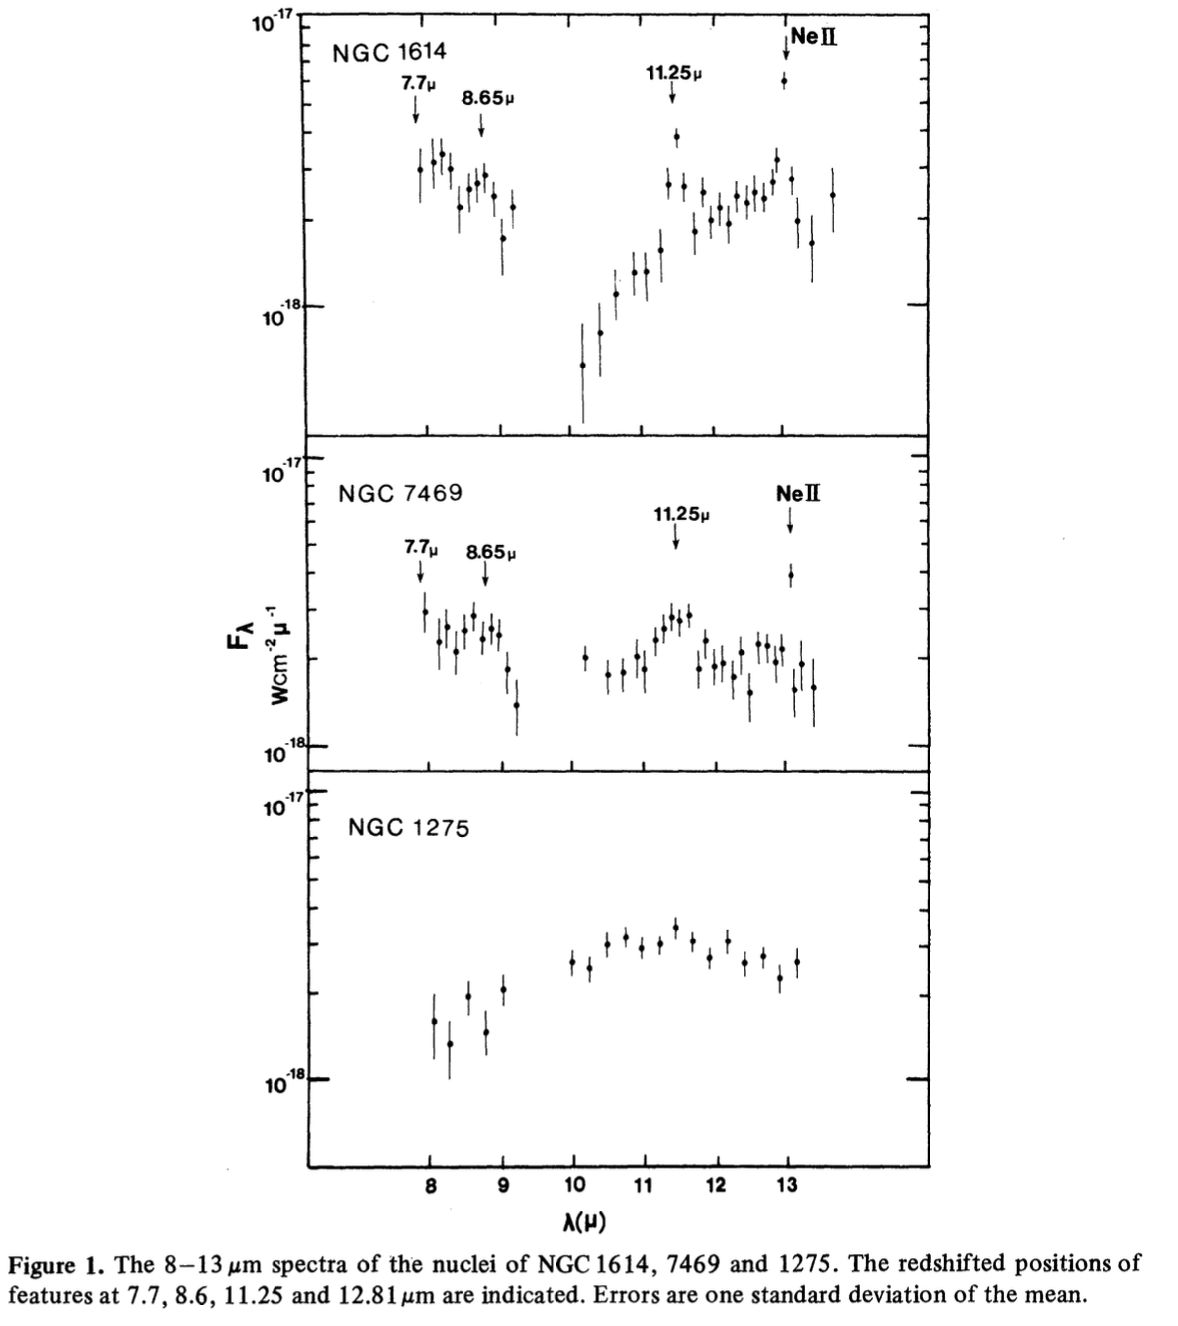 10-17
NGC 1614
7.7μ
8.65μ
11.25μ
Ne II
10-18
10-17
NGC 7469
7.7μ
8.65μ
11.25μ
Ne II
Fλ
Wcm-2 μ-1
10-18
10-17
NGC 1275
10-18
8 9 10 11 12 13
λ(μ)
Figure 1. The 8–13 μm spectra of the nuclei of NGC 1614, 7469 and 1275. The redshifted positions of
features at 7.7, 8.6, 11.25 and 12.81 μm are indicated. Errors are one standard deviation of the mean.